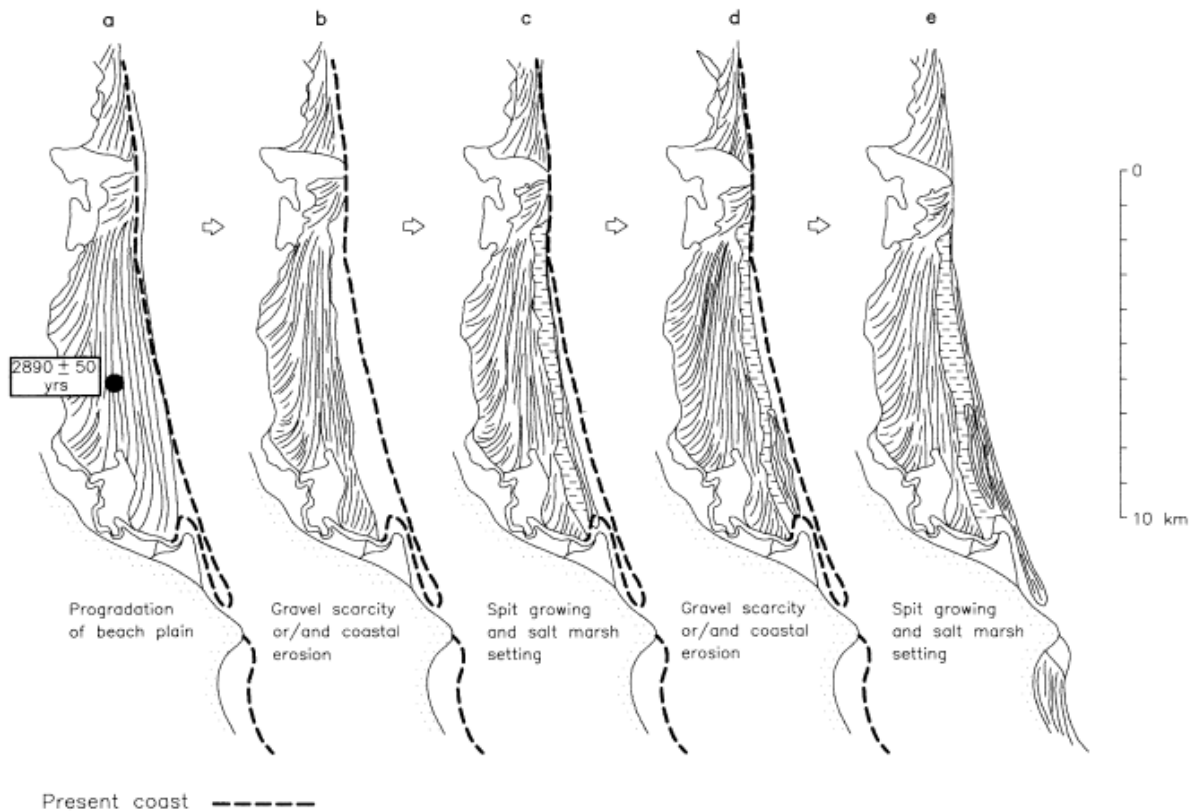 a
b
c
d
e
0
2890 ± 50
yrs
10 km
Progradation
of beach plain
Gravel scarcity
or/and coastal
erosion
Spit growing
and salt marsh
setting
Gravel scarcity
or/and coastal
erosion
Spit growing
and salt marsh
setting
Present coast